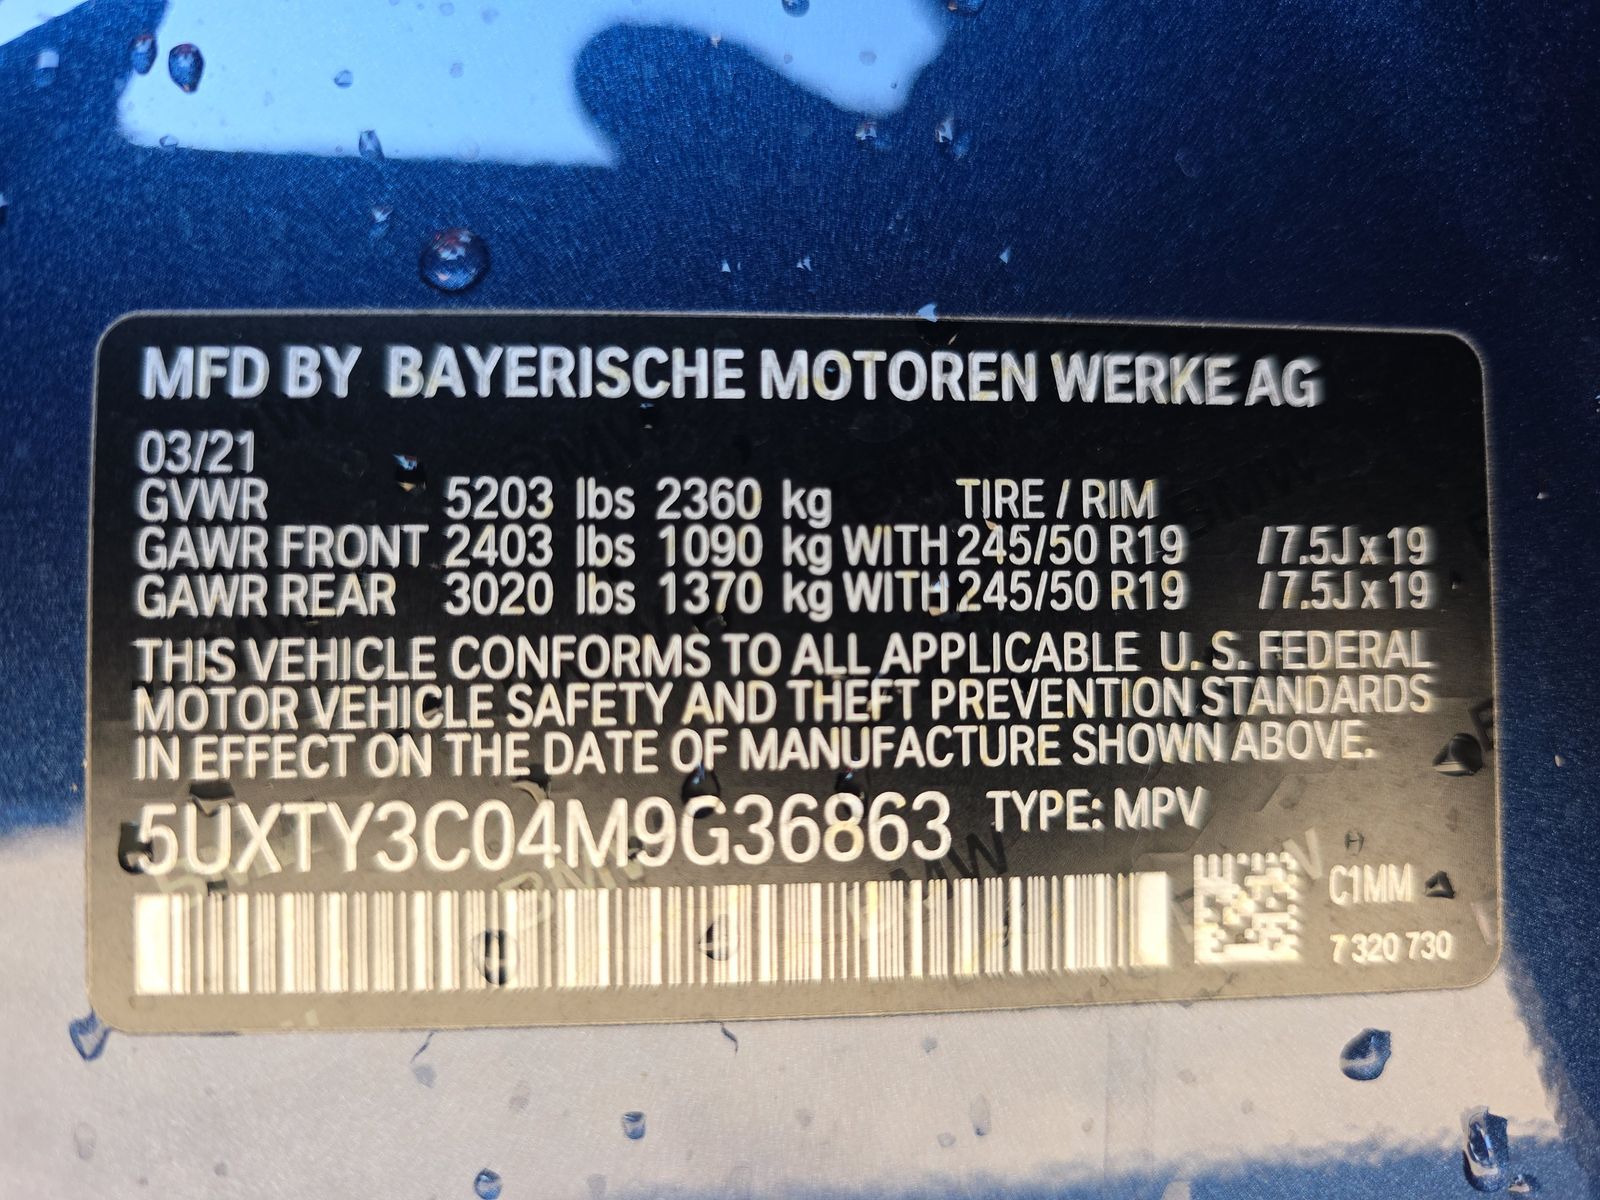 MFD BY BAYERISCHE MOTOREN WERKE AG
03/21
GVWR 5203 lbs 2360 kg TIRE / RIM
GAWR FRONT 2403 lbs 1090 kg WITH 245/50 R19 /7.5J x 19
GAWR REAR 3020 lbs 1370 kg WITH 245/50 R19 /7.5J x 19
THIS VEHICLE CONFORMS TO ALL APPLICABLE U. S. FEDERAL
MOTOR VEHICLE SAFETY AND THEFT PREVENTION STANDARDS
IN EFFECT ON THE DATE OF MANUFACTURE SHOWN ABOVE.
5UXTY3C04M9G36863 TYPE: MPV
H
C1MM
7 320 730